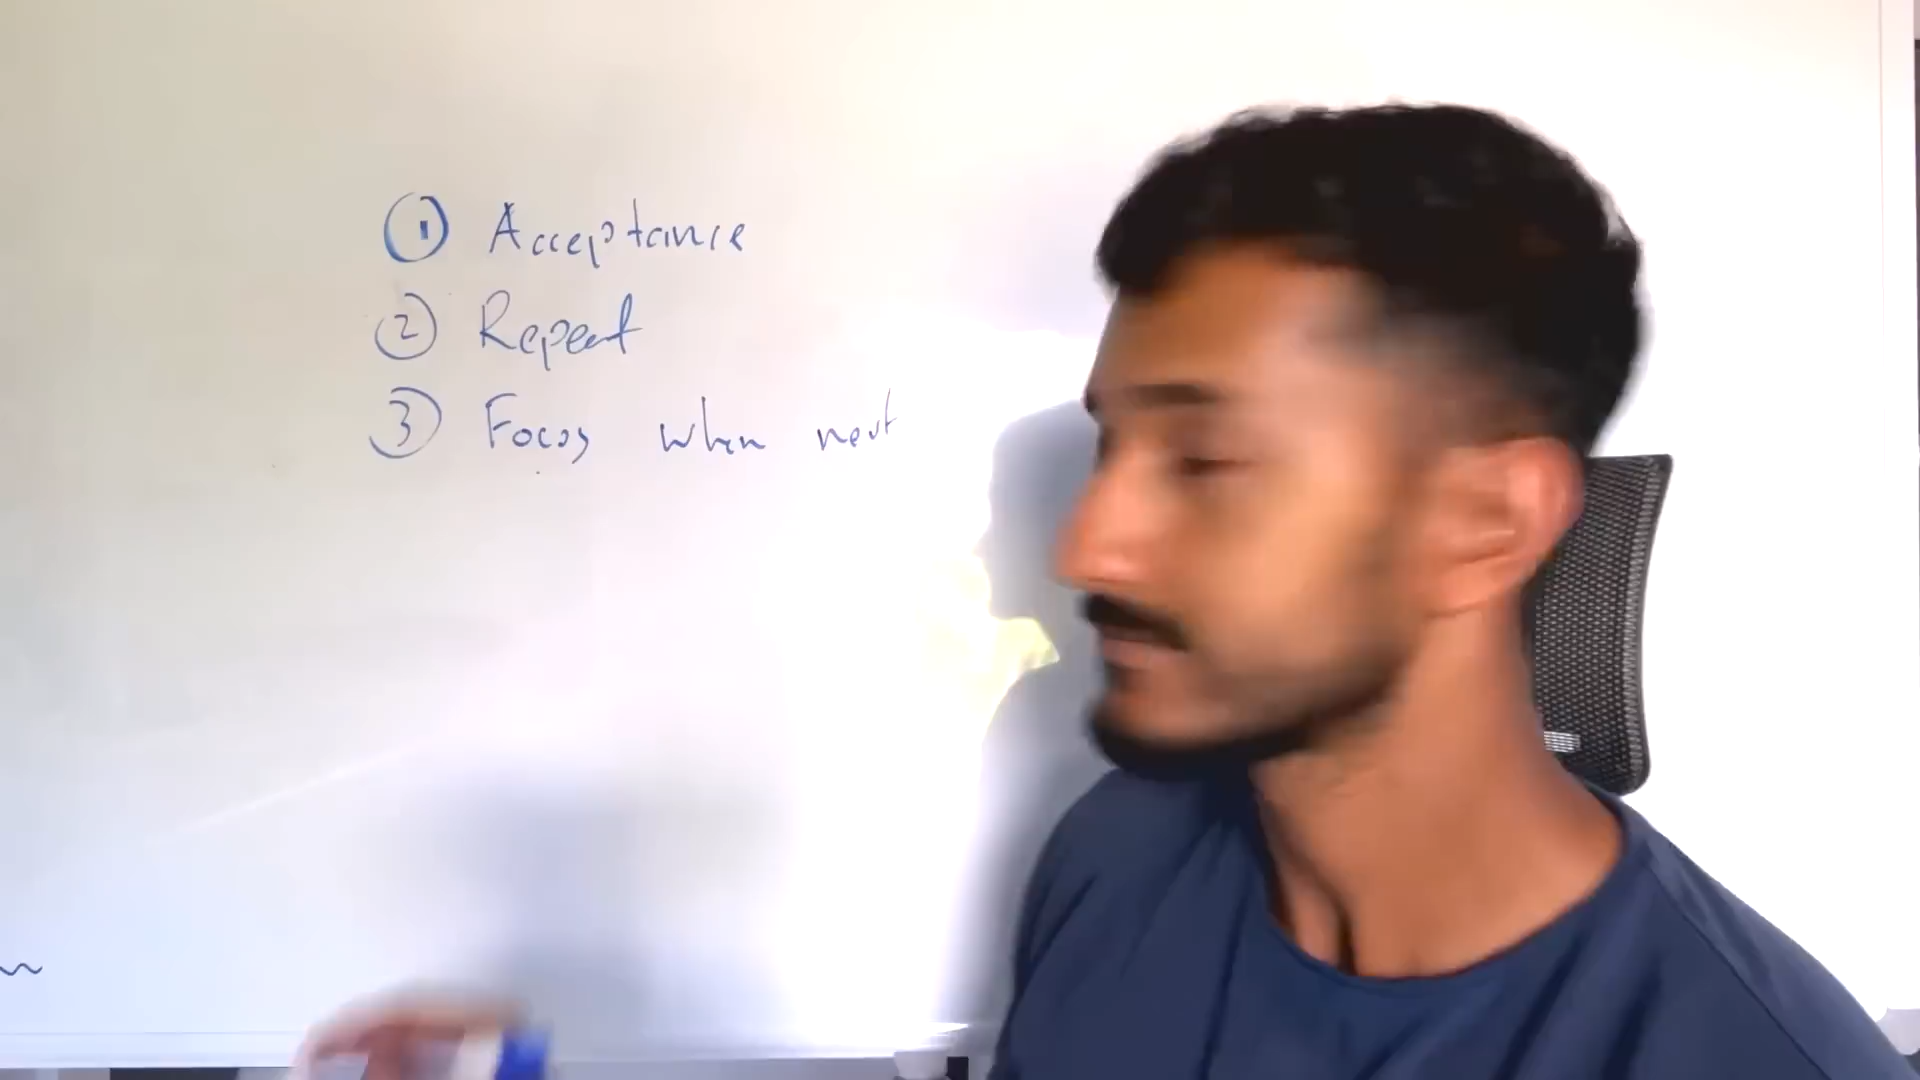 ① Acceptance
② Repeat
③ Focus when next